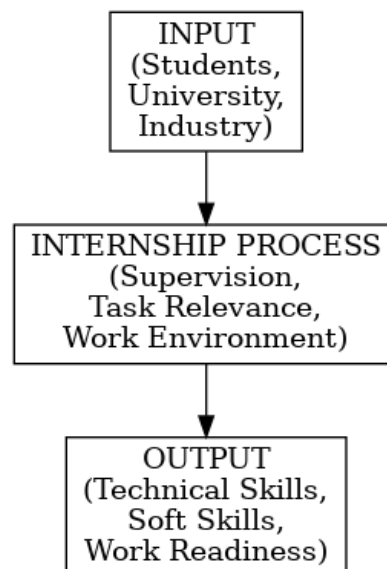 INPUT
(Students,
University,
Industry)
INTERNSHIP PROCESS
(Supervision,
Task Relevance,
Work Environment)
OUTPUT
(Technical Skills,
Soft Skills,
Work Readiness)